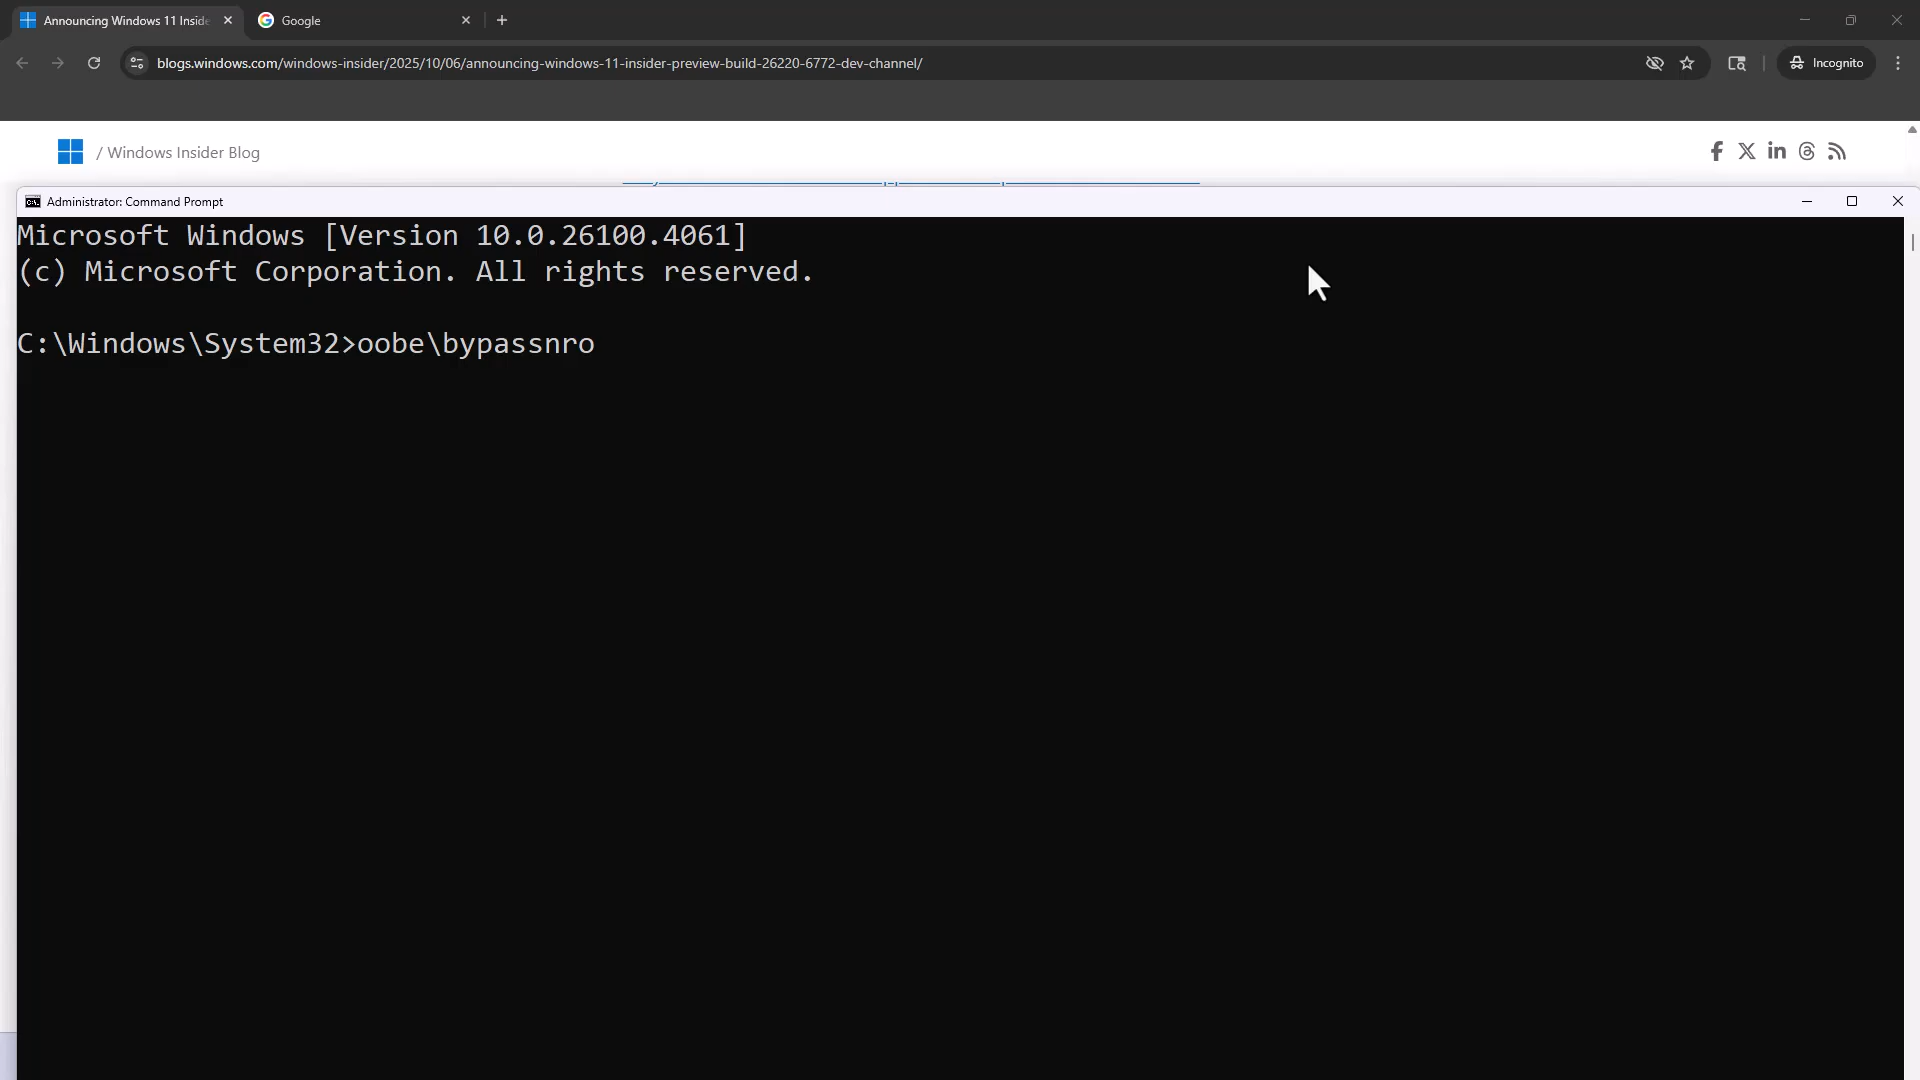 Announcing Windows 11 Insid
Google
blogs.windows.com/windows-insider/2025/10/06/announcing-windows-11-insider-preview-build-26220-6772-dev-channel/
Incognito
/ Windows Insider Blog
Administrator: Command Prompt
Microsoft Windows [Version 10.0.26100.4061]
(c) Microsoft Corporation. All rights reserved.
C:\Windows\System32>oobe\bypassnro